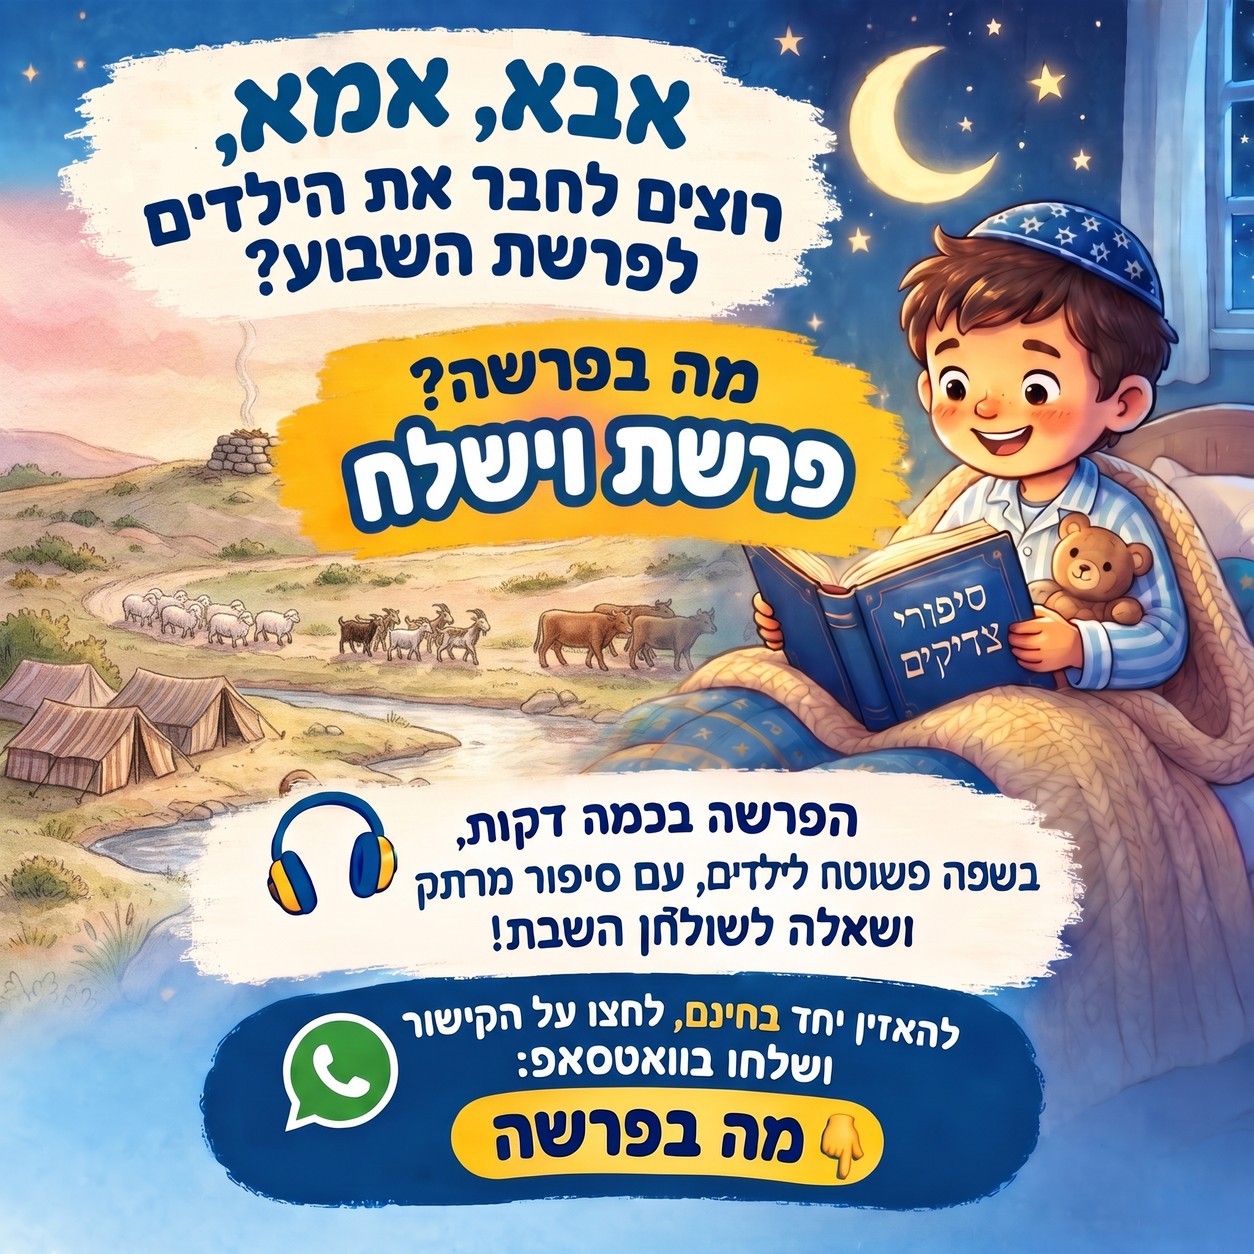 אבא, אמא,
רוצים לחבר את הילדים
לפרשת השבוע?
מה בפרשה?
פרשת וישלח
סיפורי
צדיקים
הפרשה בכמה דקות,
בשפה פשוטה לילדים, עם סיפור מרתק
ושאלה לשולחן השבת!
להאזין יחד בחינם, לחצו על הקישור
ושלחו בוואטסאפ:
מה בפרשה